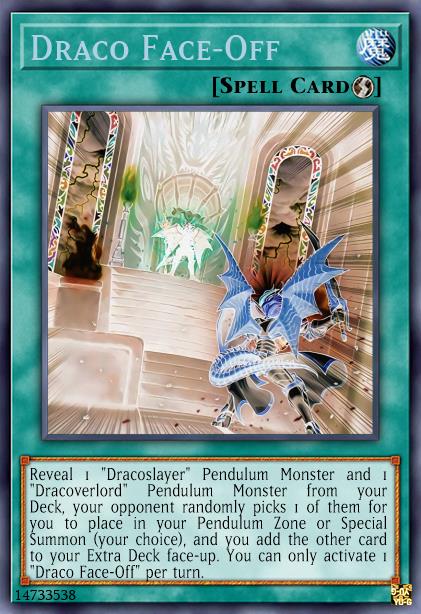 Draco Face-Off
[Spell Card]
Reveal 1 "Dracoslayer" Pendulum Monster and 1
"Dracoverlord" Pendulum Monster from your
Deck, your opponent randomly picks 1 of them for
you to place in your Pendulum Zone or Special
Summon (your choice), and you add the other card
to your Extra Deck face-up. You can only activate 1
"Draco Face-Off" per turn.
14733538